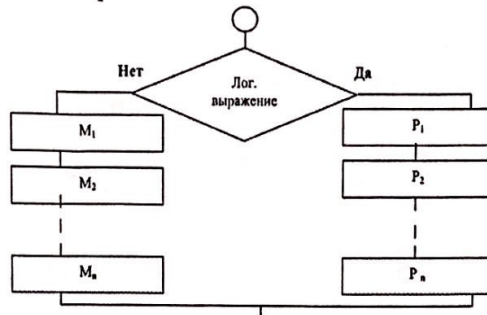 Нет
Да
Лог.
выражение
M₁
P₁
M₂
P₂
Mₙ
Pₙ